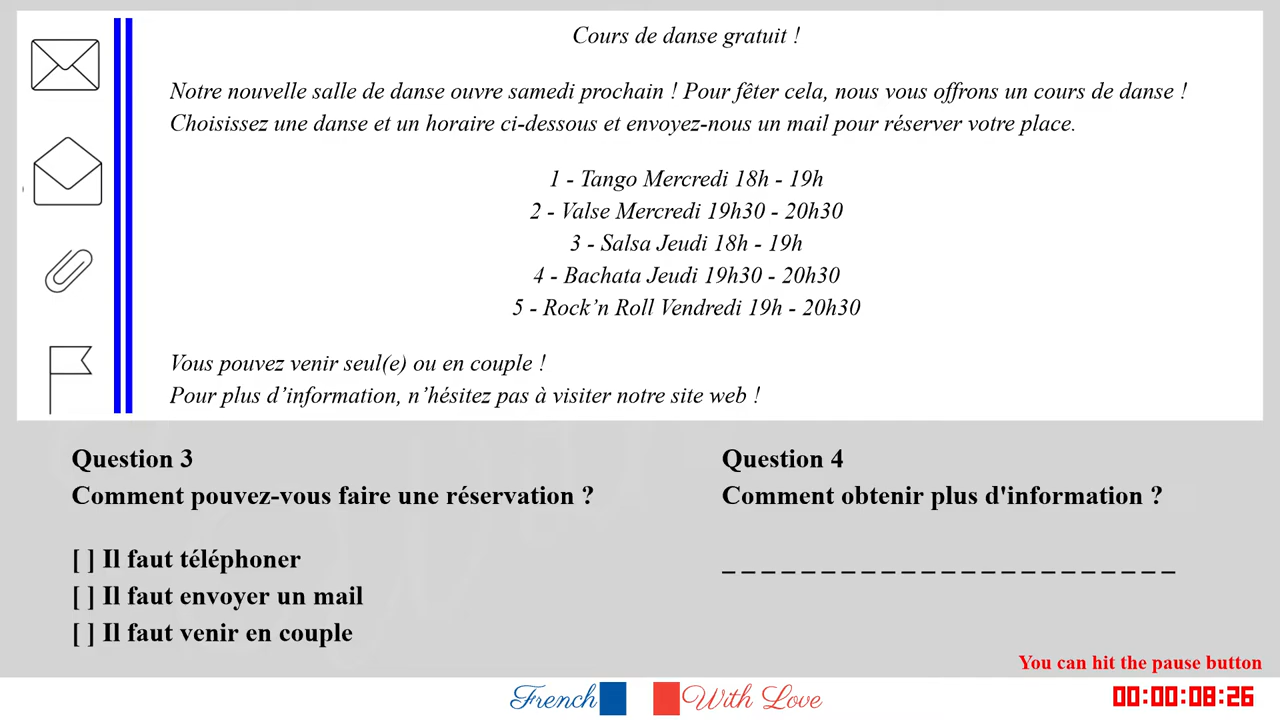 Cours de danse gratuit !
Notre nouvelle salle de danse ouvre samedi prochain ! Pour fêter cela, nous vous offrons un cours de danse !
Choisissez une danse et un horaire ci-dessous et envoyez-nous un mail pour réserver votre place.
1 - Tango Mercredi 18h - 19h
2 - Valse Mercredi 19h30 - 20h30
3 - Salsa Jeudi 18h - 19h
4 - Bachata Jeudi 19h30 - 20h30
5 - Rock’n Roll Vendredi 19h - 20h30
Vous pouvez venir seul(e) ou en couple !
Pour plus d’information, n’hésitez pas à visiter notre site web !
Question 3
Comment pouvez-vous faire une réservation ?
[ ] Il faut téléphoner
[ ] Il faut envoyer un mail
[ ] Il faut venir en couple
Question 4
Comment obtenir plus d'information ?
_ _ _ _ _ _ _ _ _ _ _ _ _ _ _ _ _ _ _ _ _ _ _
You can hit the pause button
French With Love
00:00:08:26